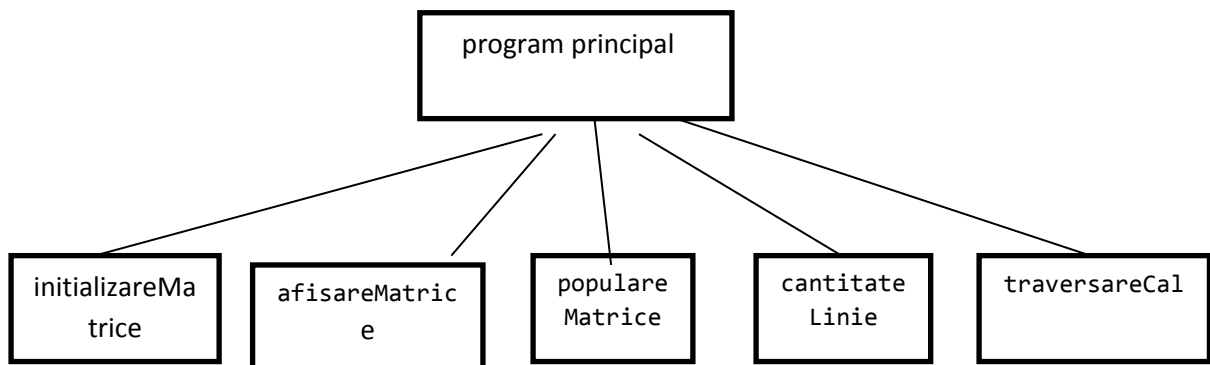 program principal
initializareMa
trice
afisareMatric
e
populare
Matrice
cantitate
Linie
traversareCal